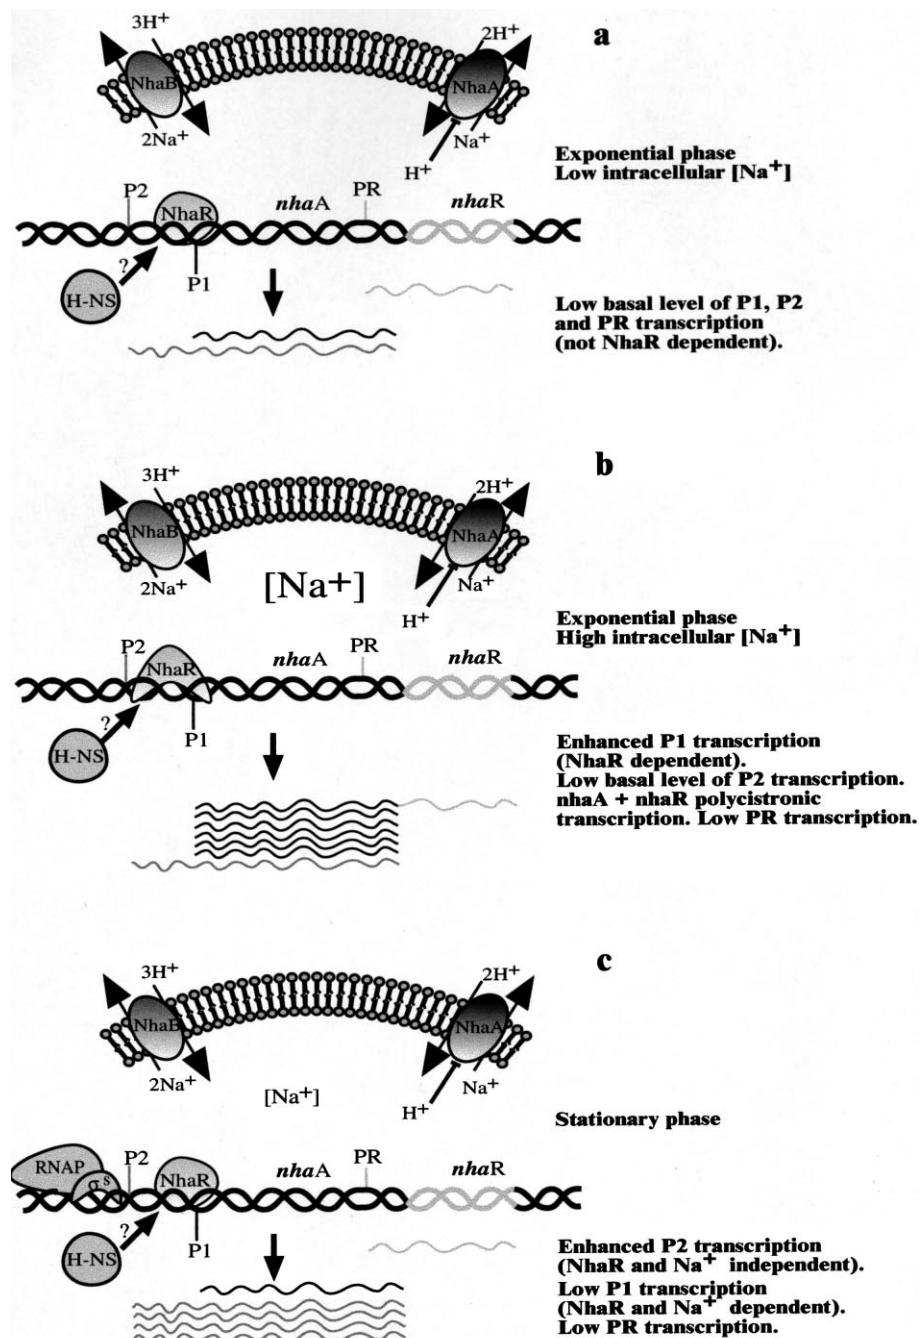 a
3H+
2H+
NhaB
NhaA
2Na+
Na+
H+
Exponential phase
Low intracellular [Na+]
P2
NhaR
nhaA
PR
nhaR
?
H-NS
P1
Low basal level of P1, P2
and PR transcription
(not NhaR dependent).
b
3H+
2H+
NhaB
NhaA
2Na+
[Na+]
Na+
H+
Exponential phase
High intracellular [Na+]
P2
NhaR
nhaA
PR
nhaR
?
H-NS
P1
Enhanced P1 transcription
(NhaR dependent).
Low basal level of P2 transcription.
nhaA + nhaR polycistronic
transcription. Low PR transcription.
c
3H+
2H+
NhaB
NhaA
2Na+
[Na+]
Na+
H+
Stationary phase
RNAP
σs
P2
NhaR
nhaA
PR
nhaR
?
H-NS
P1
Enhanced P2 transcription
(NhaR and Na+ independent).
Low P1 transcription
(NhaR and Na+ dependent).
Low PR transcription.